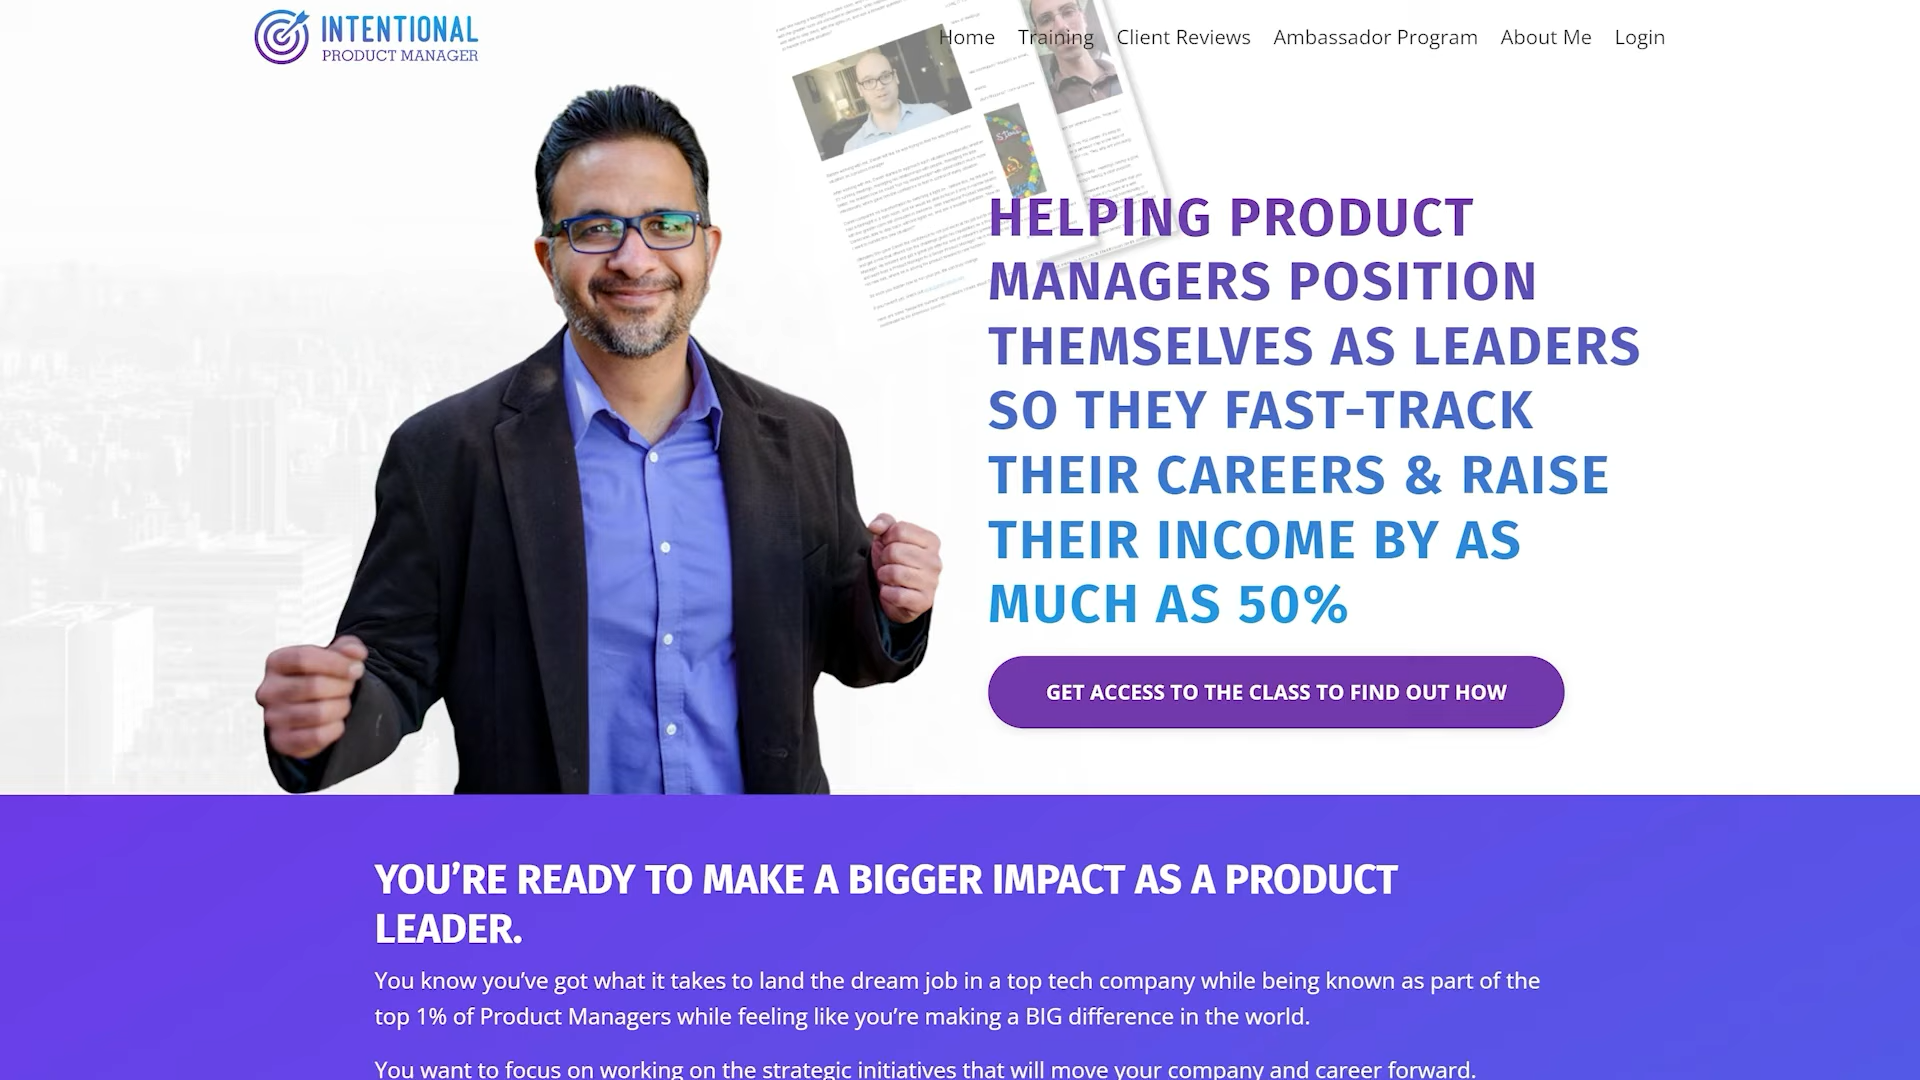 INTENTIONAL
PRODUCT MANAGER
Home Training Client Reviews Ambassador Program About Me Login
HELPING PRODUCT
MANAGERS POSITION
THEMSELVES AS LEADERS
SO THEY FAST-TRACK
THEIR CAREERS & RAISE
THEIR INCOME BY AS
MUCH AS 50%
GET ACCESS TO THE CLASS TO FIND OUT HOW
YOU’RE READY TO MAKE A BIGGER IMPACT AS A PRODUCT
LEADER.
You know you’ve got what it takes to land the dream job in a top tech company while being known as part of the
top 1% of Product Managers while feeling like you’re making a BIG difference in the world.
You want to focus on working on the strategic initiatives that will move your company and career forward.